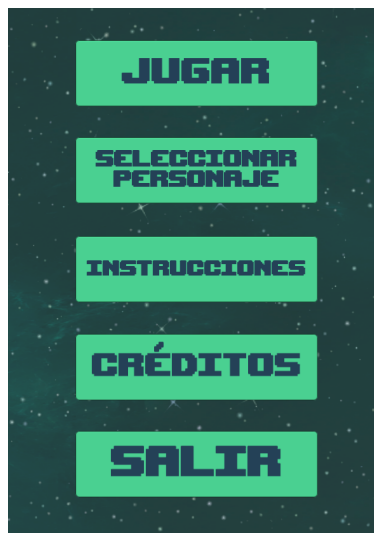 JUGAR
SELECCIONAR
PERSONAJE
INSTRUCCIONES
CRÉDITOS
SALIR